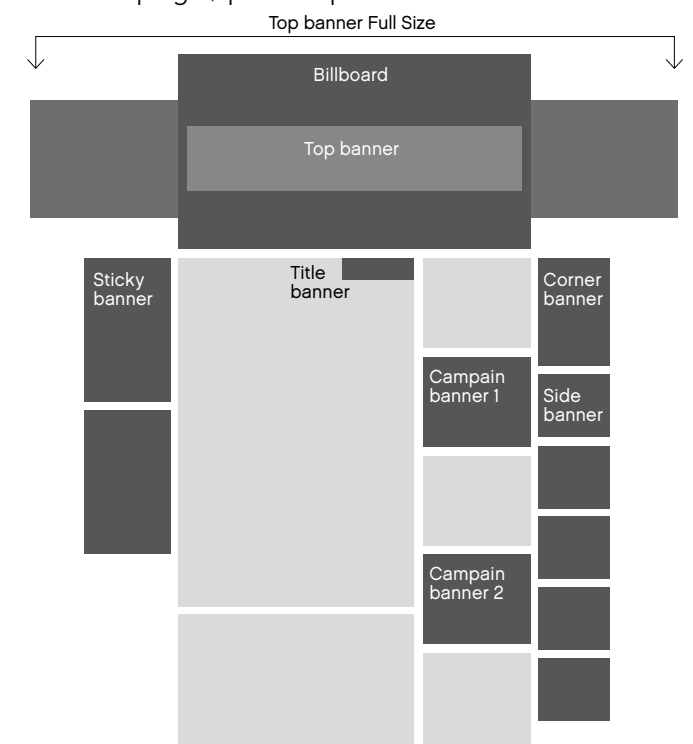 Top banner Full Size
Billboard
Top banner
Sticky
banner
Title
banner
Corner
banner
Campain
banner 1
Side
banner
Campain
banner 2